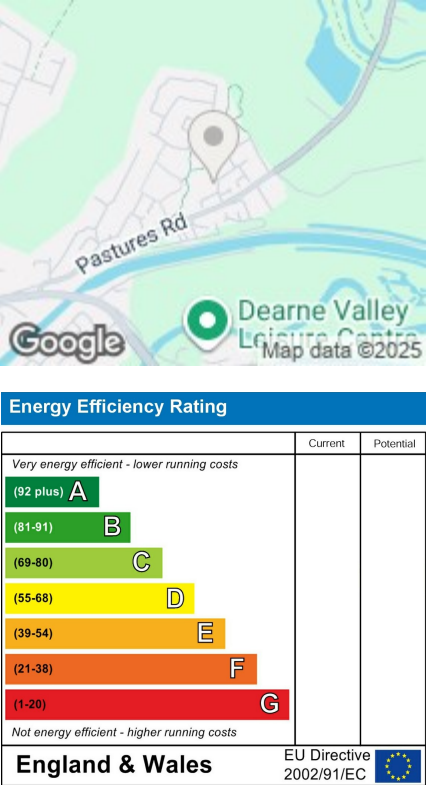 Pastures Rd
Dearne Valley
Leisure Centre
Google
Map data ©2025
Energy Efficiency Rating
Current Potential
Very energy efficient - lower running costs
(92 plus) A
(81-91) B
(69-80) C
(55-68) D
(39-54) E
(21-38) F
(1-20) G
Not energy efficient - higher running costs
England & Wales
EU Directive
2002/91/EC